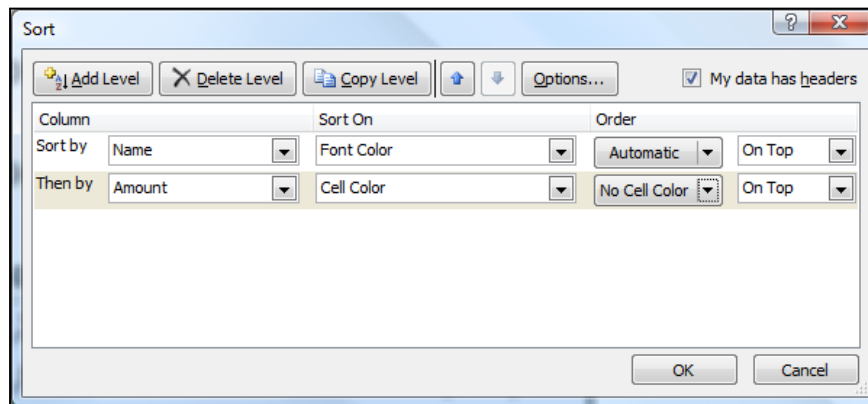 Sort
Add Level Delete Level Copy Level Options... My data has headers
Column Sort On Order
Sort by Name Font Color Automatic On Top
Then by Amount Cell Color No Cell Color On Top
OK Cancel